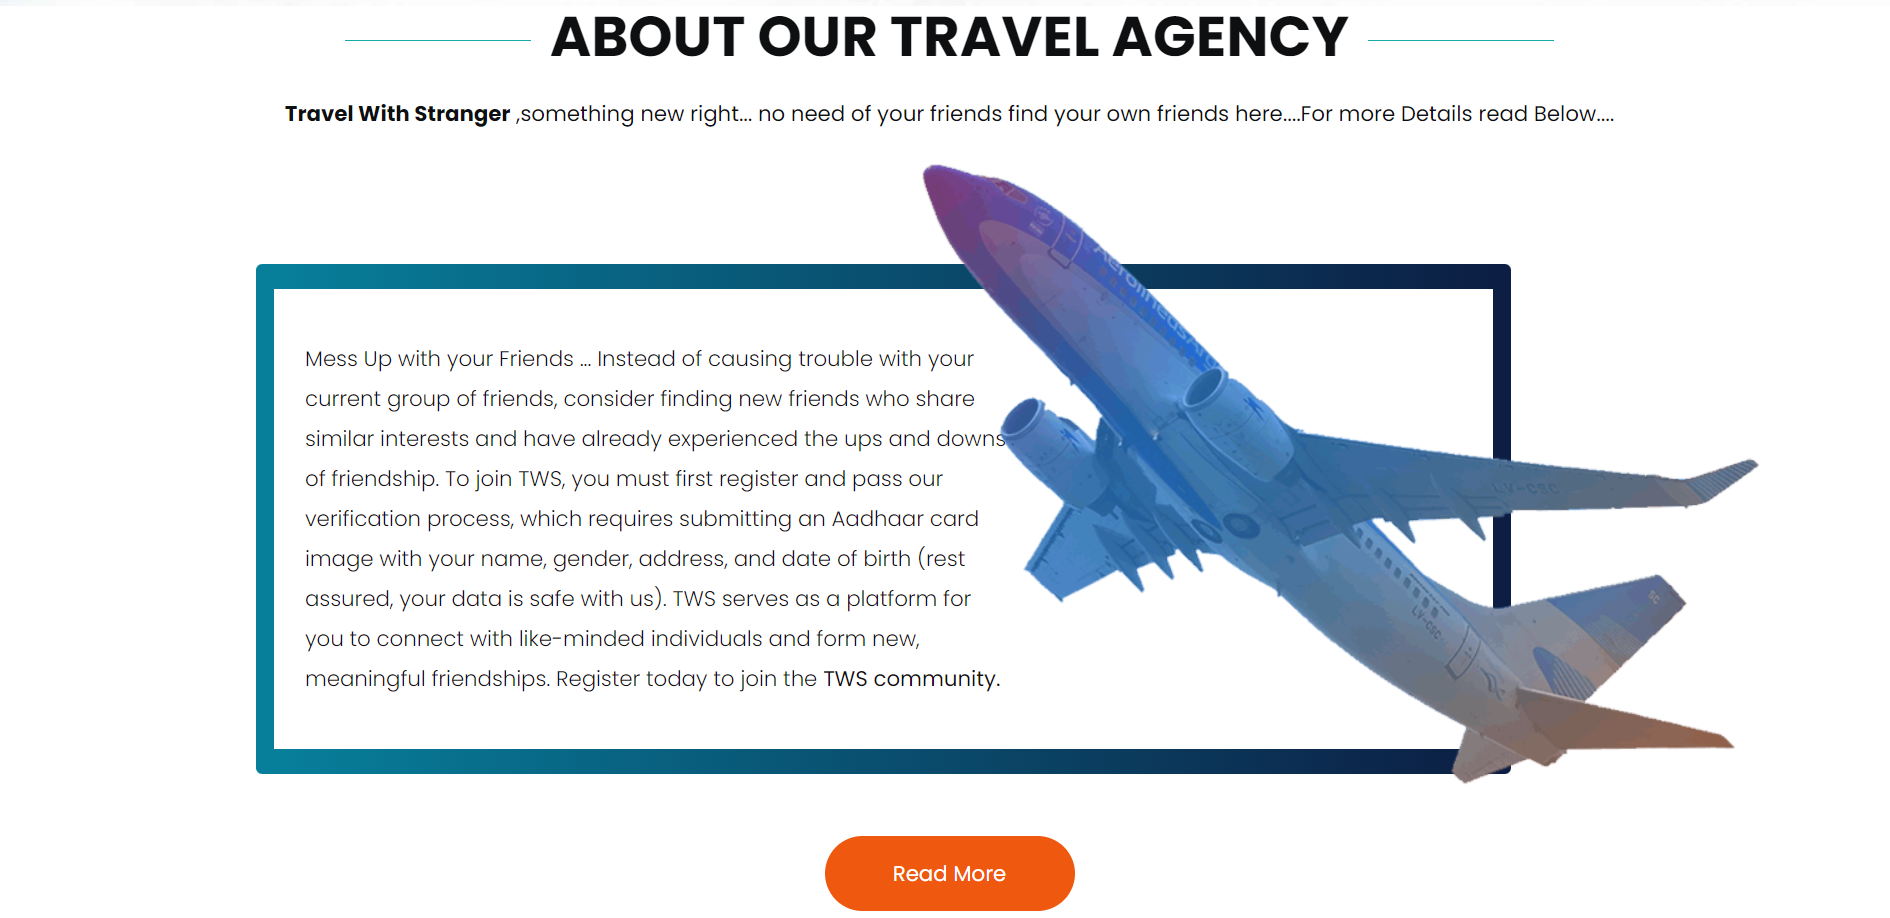 ABOUT OUR TRAVEL AGENCY
Travel With Stranger ,something new right... no need of your friends find your own friends here....For more Details read Below....
Mess Up with your Friends ... Instead of causing trouble with your
current group of friends, consider finding new friends who share
similar interests and have already experienced the ups and downs
of friendship. To join TWS, you must first register and pass our
verification process, which requires submitting an Aadhaar card
image with your name, gender, address, and date of birth (rest
assured, your data is safe with us). TWS serves as a platform for
you to connect with like-minded individuals and form new,
meaningful friendships. Register today to join the TWS community.
LV-CSC
LV-CSC
SC
Read More